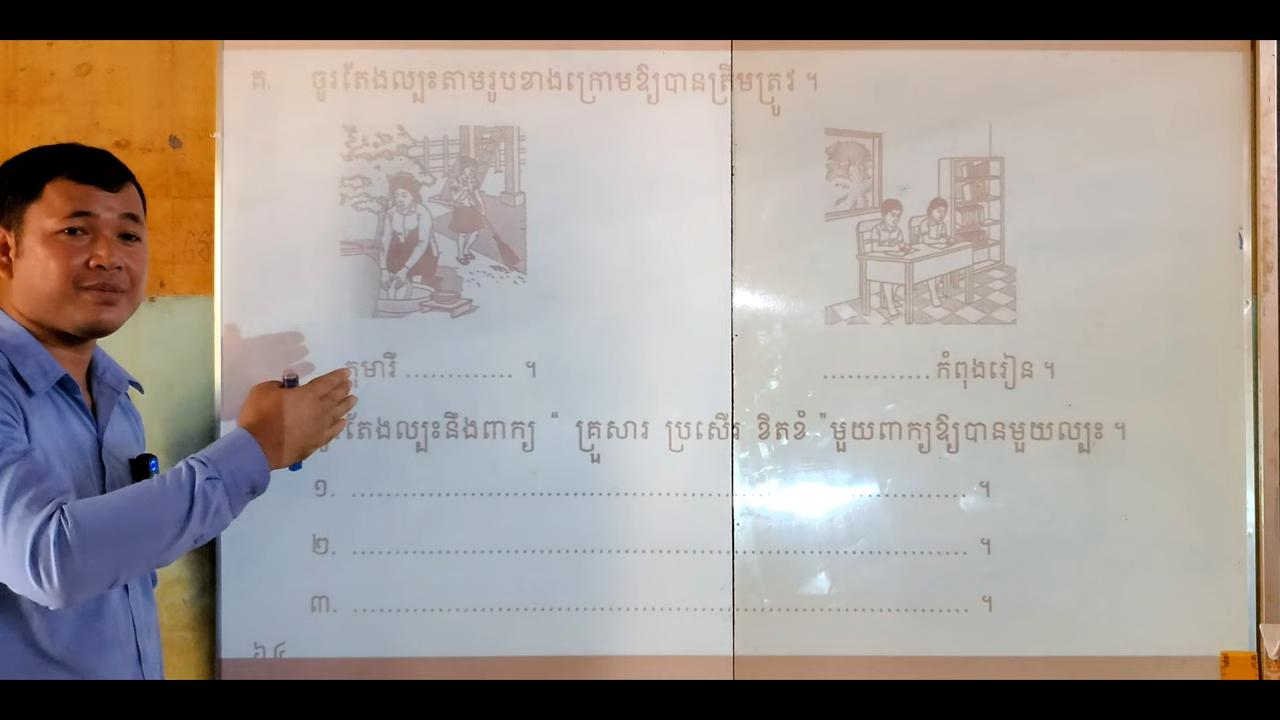 គ. ចូរតែងល្បះតាមរូបខាងក្រោមឱ្យបានត្រឹមត្រូវ ។
កុមារី ............. ។
............. កំពុងរៀន ។
តែងល្បះនឹងពាក្យ " គ្រួសារ ប្រសើរ ខិតខំ " មួយពាក្យឱ្យបានមួយល្បះ ។
១. ........................................................................ ។
២. ........................................................................ ។
៣. ........................................................................ ។
៦៤